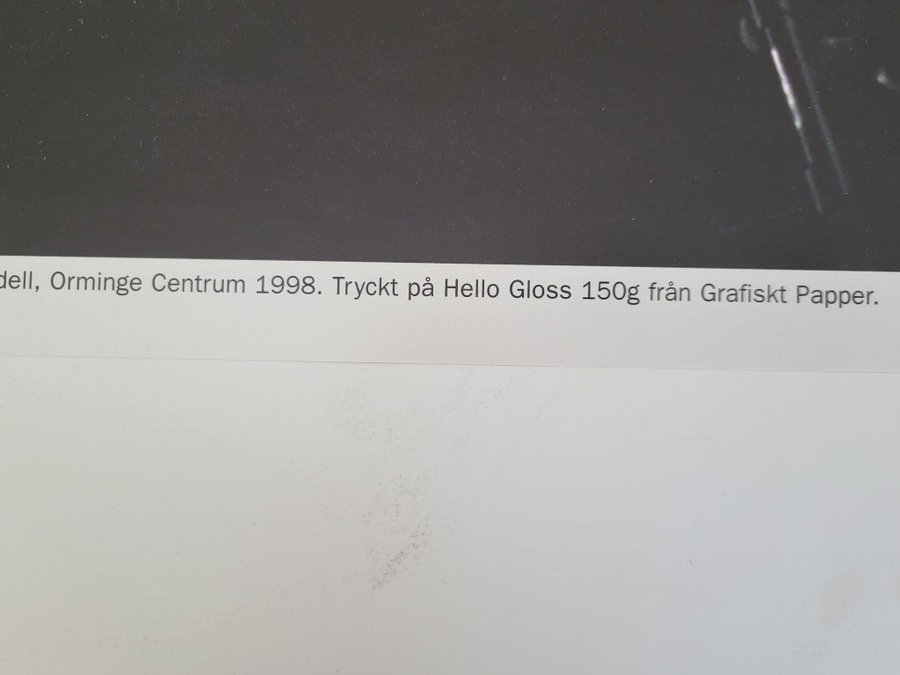 dell, Orminge Centrum 1998. Tryckt på Hello Gloss 150g från Grafiskt Papper.